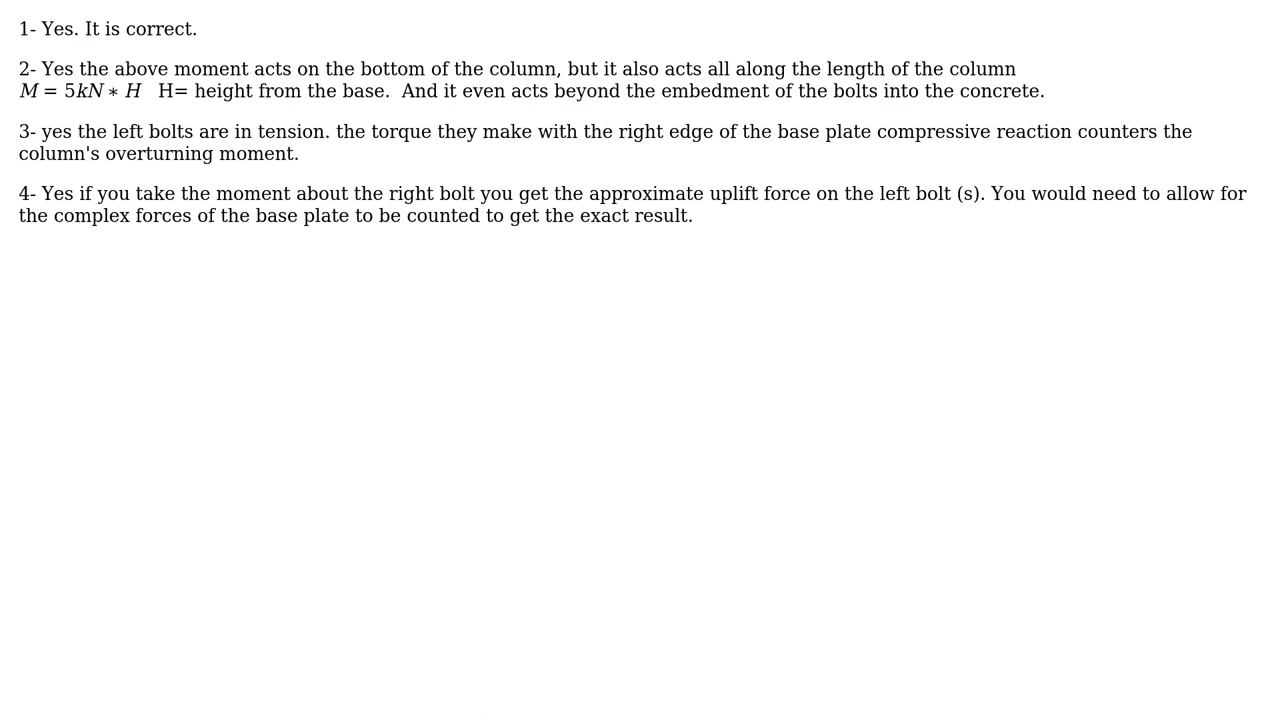 1- Yes. It is correct.
2- Yes the above moment acts on the bottom of the column, but it also acts all along the length of the column
M = 5kN ∗ H   H= height from the base.  And it even acts beyond the embedment of the bolts into the concrete.
3- yes the left bolts are in tension. the torque they make with the right edge of the base plate compressive reaction counters the
column's overturning moment.
4- Yes if you take the moment about the right bolt you get the approximate uplift force on the left bolt (s). You would need to allow for
the complex forces of the base plate to be counted to get the exact result.